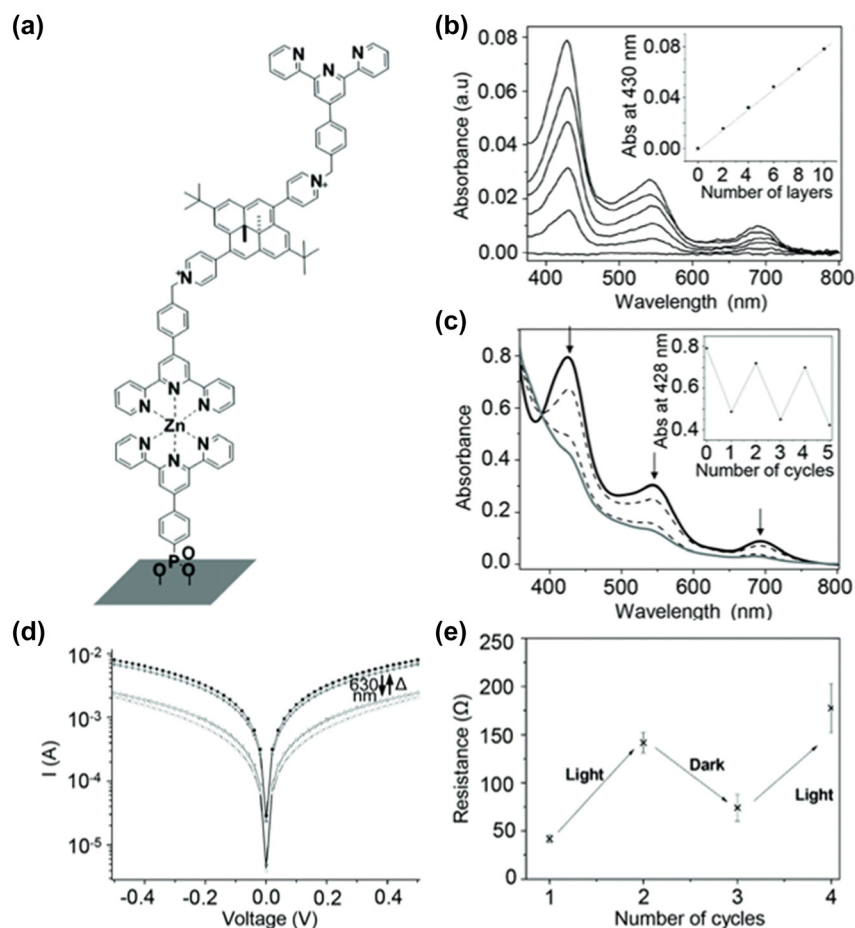 (a)
N
N
N
N
+
N
+
N
N
N
Zn
N
N
N
P
O
O
O
(b)
Absorbance (a.u)
0.08
0.06
0.04
0.02
0.00
400 500 600 700 800
Wavelength (nm)
Abs at 430 nm
0.08
0.04
0.00
0 2 4 6 8 10
Number of layers
(c)
Absorbance
0.8
0.6
0.4
0.2
0.0
400 500 600 700 800
Wavelength (nm)
Abs at 428 nm
0.8
0.6
0.4
0 1 2 3 4 5
Number of cycles
(d)
I (A)
10-2
10-3
10-4
10-5
630 nm
Δ
-0.4 -0.2 0.0 0.2 0.4
Voltage (V)
(e)
Resistance (Ω)
250
200
150
100
50
0
Light
Dark
Light
1 2 3 4
Number of cycles